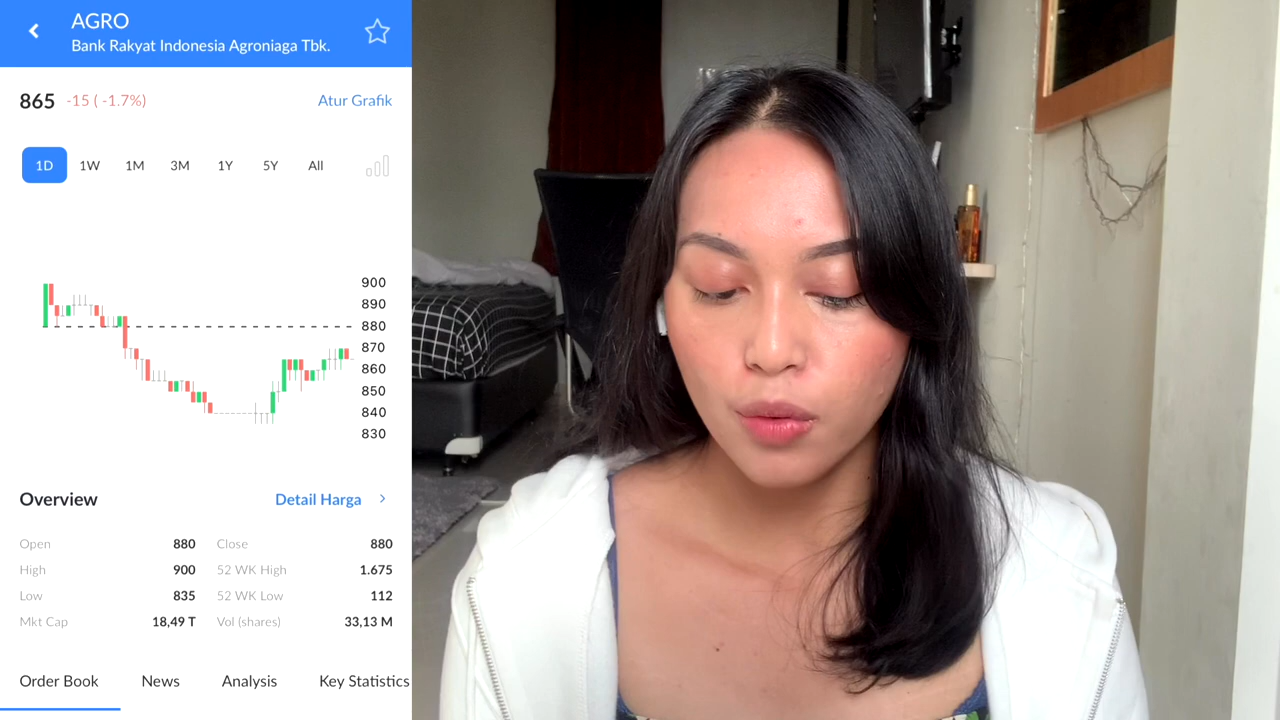 AGRO
Bank Rakyat Indonesia Agroniaga Tbk.
865 -15 ( -1.7%) Atur Grafik
1D 1W 1M 3M 1Y 5Y All
900
890
880
870
860
850
840
830
Overview Detail Harga
Open 880 Close 880
High 900 52 WK High 1.675
Low 835 52 WK Low 112
Mkt Cap 18,49 T Vol (shares) 33,13 M
Order Book News Analysis Key Statistics